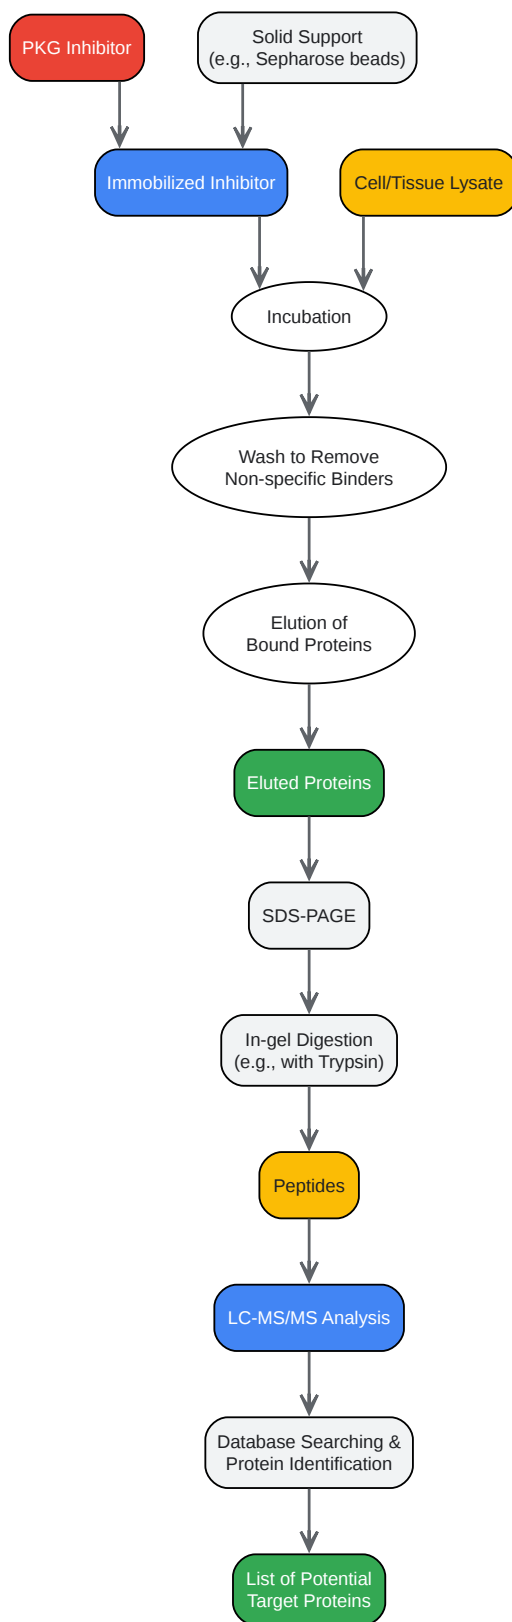 PKG Inhibitor
Solid Support
(e.g., Sepharose beads)
Immobilized Inhibitor
Cell/Tissue Lysate
Incubation
Wash to Remove
Non-specific Binders
Elution of
Bound Proteins
Eluted Proteins
SDS-PAGE
In-gel Digestion
(e.g., with Trypsin)
Peptides
LC-MS/MS Analysis
Database Searching &
Protein Identification
List of Potential
Target Proteins